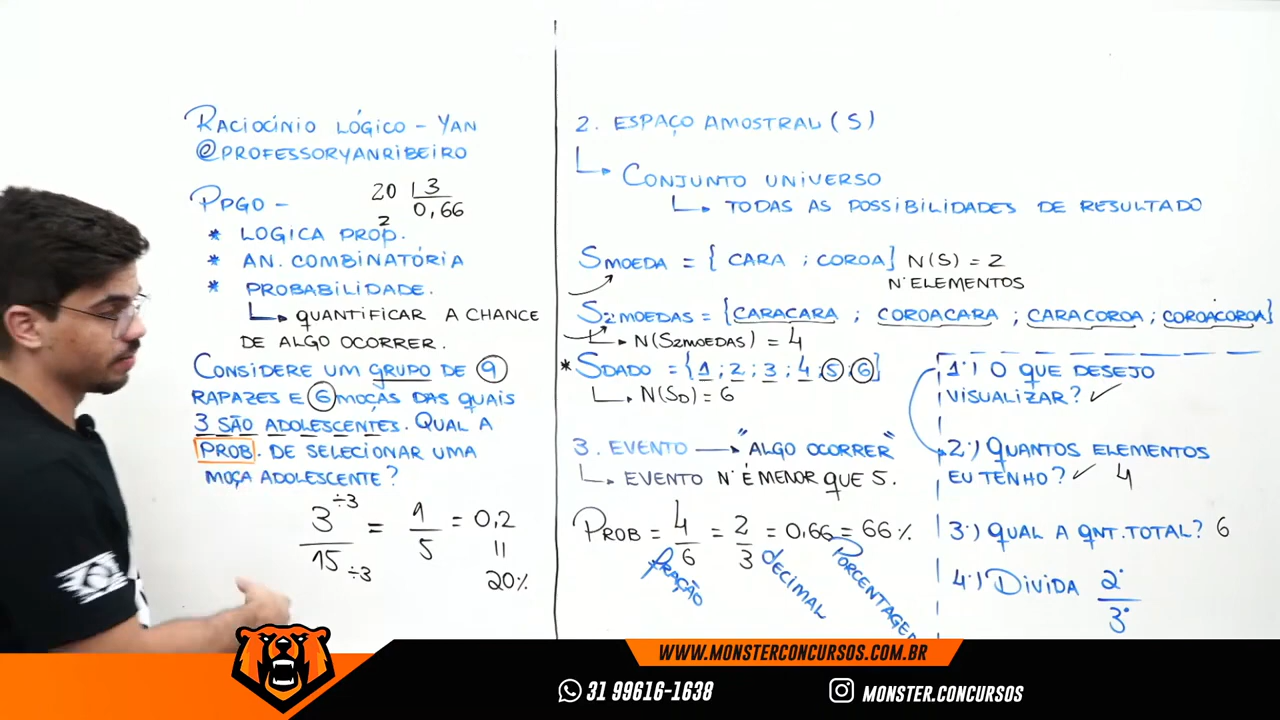 RACIOCÍNIO LÓGICO - YAN
@PROFESSORYANRIBEIRO
PPGO -
20 | 3
2 0,66
* LOGICA PROP.
* AN. COMBINATÓRIA
* PROBABILIDADE.
QUANTIFICAR A CHANCE
DE ALGO OCORRER.
CONSIDERE UM GRUPO DE 9
RAPAZES E 6 MOÇAS DAS QUAIS
3 SÃO ADOLESCENTES. QUAL A
PROB. DE SELECIONAR UMA
MOÇA ADOLESCENTE?
3 ÷3 / 15 ÷3 = 1/5 = 0,2
=
20%
2. ESPAÇO AMOSTRAL (S)
CONJUNTO UNIVERSO
TODAS AS POSSIBILIDADES DE RESULTADO
SMOEDA = { CARA ; COROA} N(S) = 2
N° ELEMENTOS
S2MOEDAS = {CARACARA ; COROACARA ; CARACOROA ; COROACOROA}
N(S2MOEDAS) = 4
* SDADO = {1 ; 2 ; 3 ; 4 ; 5 ; 6}
N(SD) = 6
3. EVENTO → "ALGO OCORRER"
EVENTO N° É MENOR QUE 5.
PROB = 4/6 = 2/3 = 0,66 = 66%
FRAÇÃO
DECIMAL
PORCENTAGEM
1°) O QUE DESEJO
VISUALIZAR? ✓
2°) QUANTOS ELEMENTOS
EU TENHO? ✓ 4
3°) QUAL A QNT. TOTAL? 6
4°) DIVIDA 2°/3°
WWW.MONSTERCONCURSOS.COM.BR
31 99616-1638
MONSTER.CONCURSOS